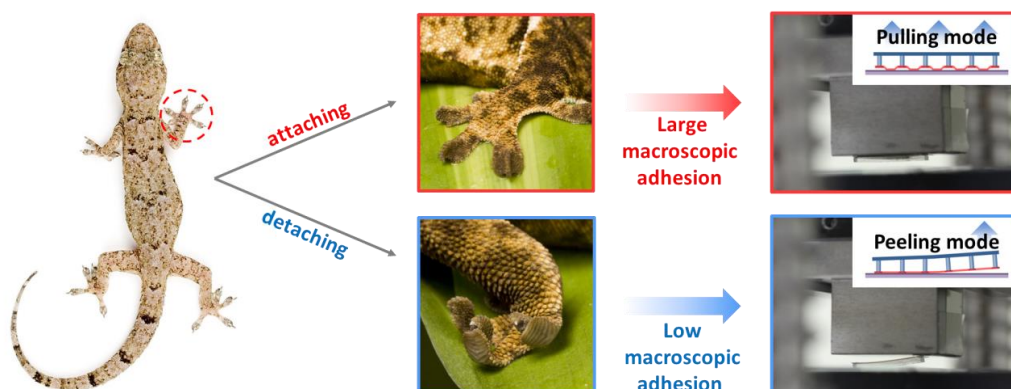 attaching
detaching
Large
macroscopic
adhesion
Low
macroscopic
adhesion
Pulling mode
Peeling mode